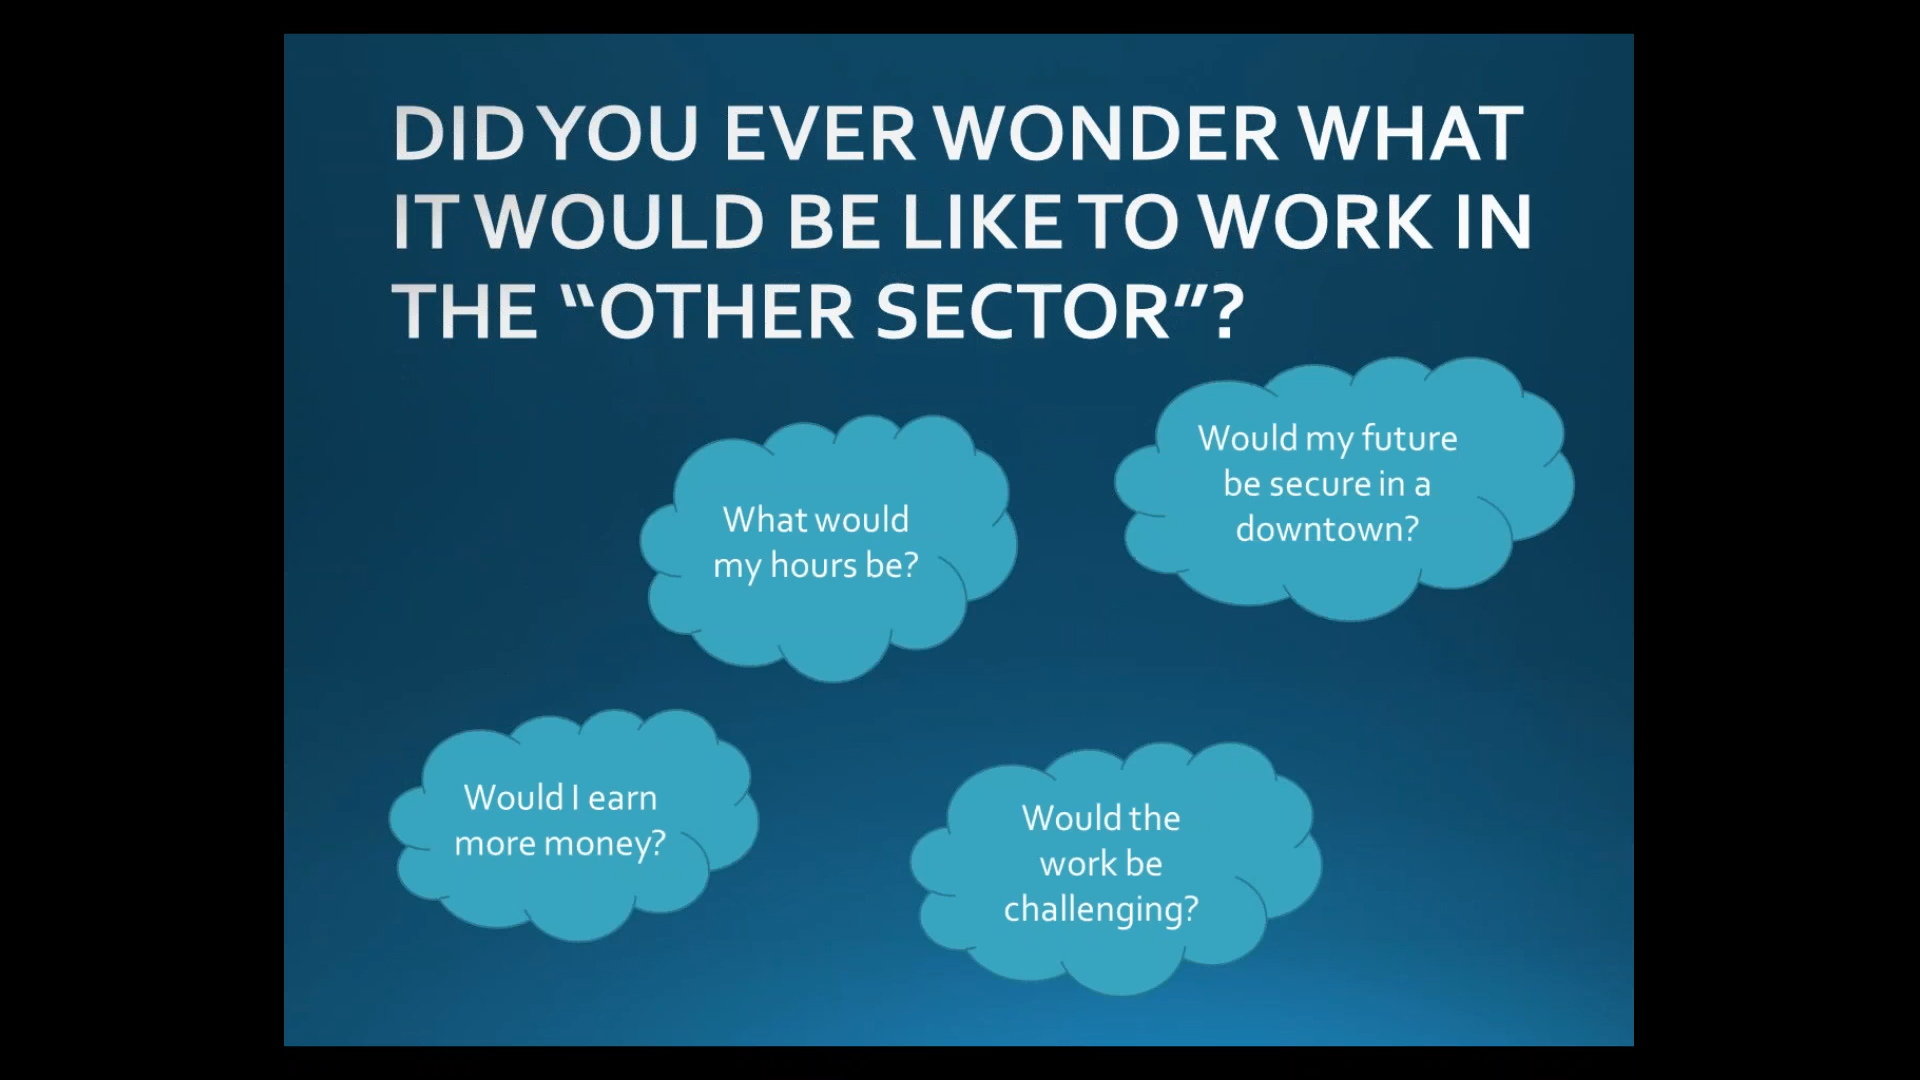 DID YOU EVER WONDER WHAT
IT WOULD BE LIKE TO WORK IN
THE “OTHER SECTOR”?
What would
my hours be?
Would my future
be secure in a
downtown?
Would I earn
more money?
Would the
work be
challenging?